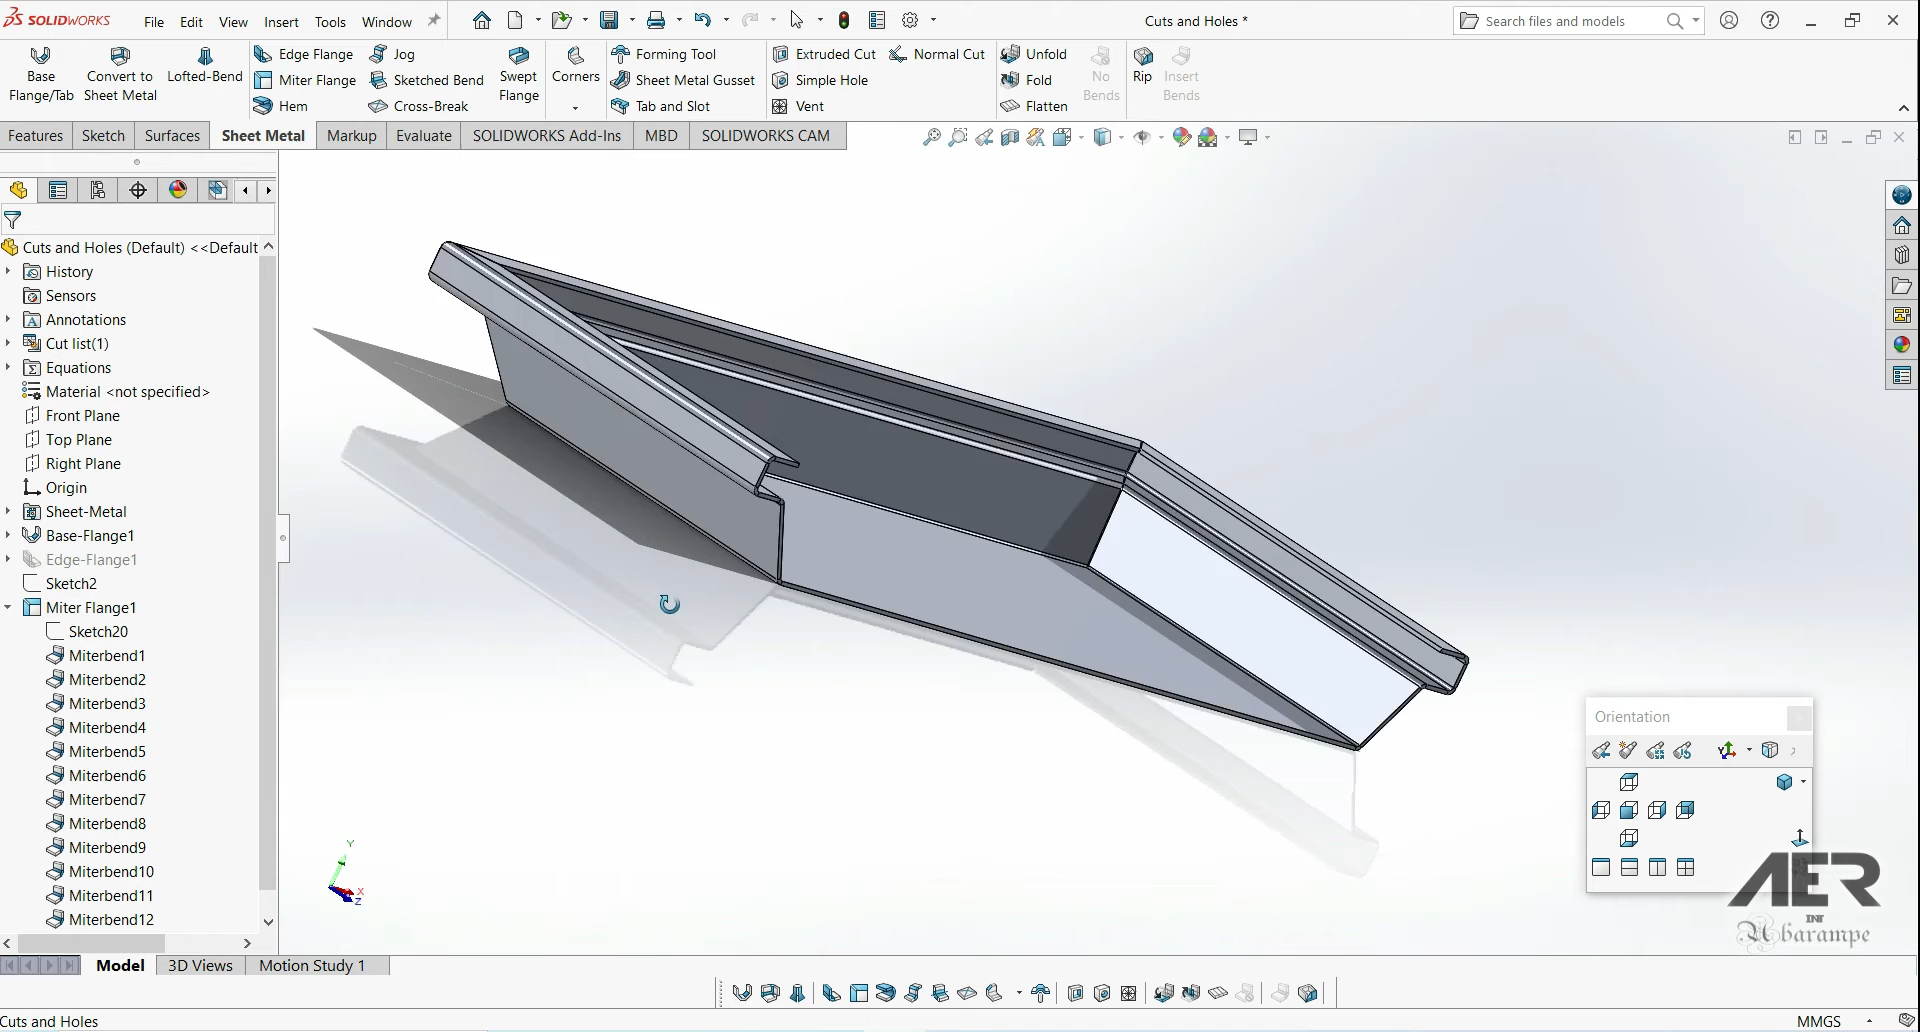 SOLIDWORKS
File Edit View Insert Tools Window
Cuts and Holes *
Search files and models
Base Flange/Tab
Convert to Sheet Metal
Lofted-Bend
Edge Flange
Miter Flange
Hem
Jog
Sketched Bend
Cross-Break
Swept Flange
Corners
Forming Tool
Sheet Metal Gusset
Tab and Slot
Extruded Cut
Simple Hole
Vent
Normal Cut
Unfold
Fold
Flatten
No Bends
Rip
Insert Bends
Features Sketch Surfaces Sheet Metal Markup Evaluate SOLIDWORKS Add-Ins MBD SOLIDWORKS CAM
Cuts and Holes (Default) <<Default
History
Sensors
Annotations
Cut list(1)
Equations
Material <not specified>
Front Plane
Top Plane
Right Plane
Origin
Sheet-Metal
Base-Flange1
Edge-Flange1
Sketch2
Miter Flange1
Sketch20
Miterbend1
Miterbend2
Miterbend3
Miterbend4
Miterbend5
Miterbend6
Miterbend7
Miterbend8
Miterbend9
Miterbend10
Miterbend11
Miterbend12
Y
X
Z
Orientation
AER
INT
Abarampe
Model 3D Views Motion Study 1
Cuts and Holes
MMGS